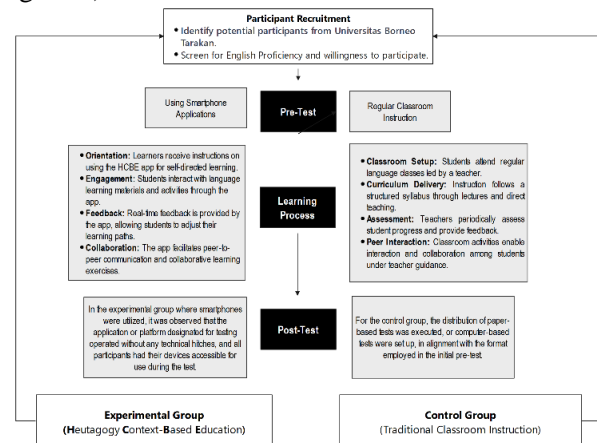 Participant Recruitment
• Identify potential participants from Universitas Borneo
Tarakan.
• Screen for English Proficiency and willingness to participate.
Using Smartphone
Applications
Pre-Test
Regular Classroom
Instruction
• Orientation: Learners receive instructions on
using the HCBE app for self-directed learning.
• Engagement: Students interact with language
learning materials and activities through the
app.
• Feedback: Real-time feedback is provided by
the app, allowing students to adjust their
learning paths.
• Collaboration: The app facilitates peer-to-
peer communication and collaborative learning
exercises.
Learning
Process
• Classroom Setup: Students attend regular
language classes led by a teacher.
• Curriculum Delivery: Instruction follows a
structured syllabus through lectures and direct
teaching.
• Assessment: Teachers periodically assess
student progress and provide feedback.
• Peer Interaction: Classroom activities enable
interaction and collaboration among students
under teacher guidance.
In the experimental group where smartphones
were utilized, it was observed that the
application or platform designated for testing
operated without any technical hitches, and all
participants had their devices accessible for
use during the test.
Post-Test
For the control group, the distribution of paper-
based tests was executed, or computer-based
tests were set up, in alignment with the format
employed in the initial pre-test.
Experimental Group
(Heutagogy Context-Based Education)
Control Group
(Traditional Classroom Instruction)